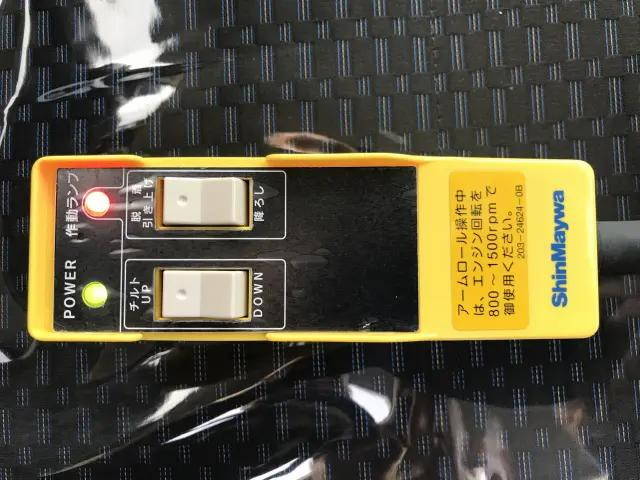 POWER
作動ランプ
チルト
UP
DOWN
脱
引き上げ
降ろし
アームロール操作中
は、エンジン回転を
800～1500rpmで
御使用ください。
203-24624-0B
ShinMaywa